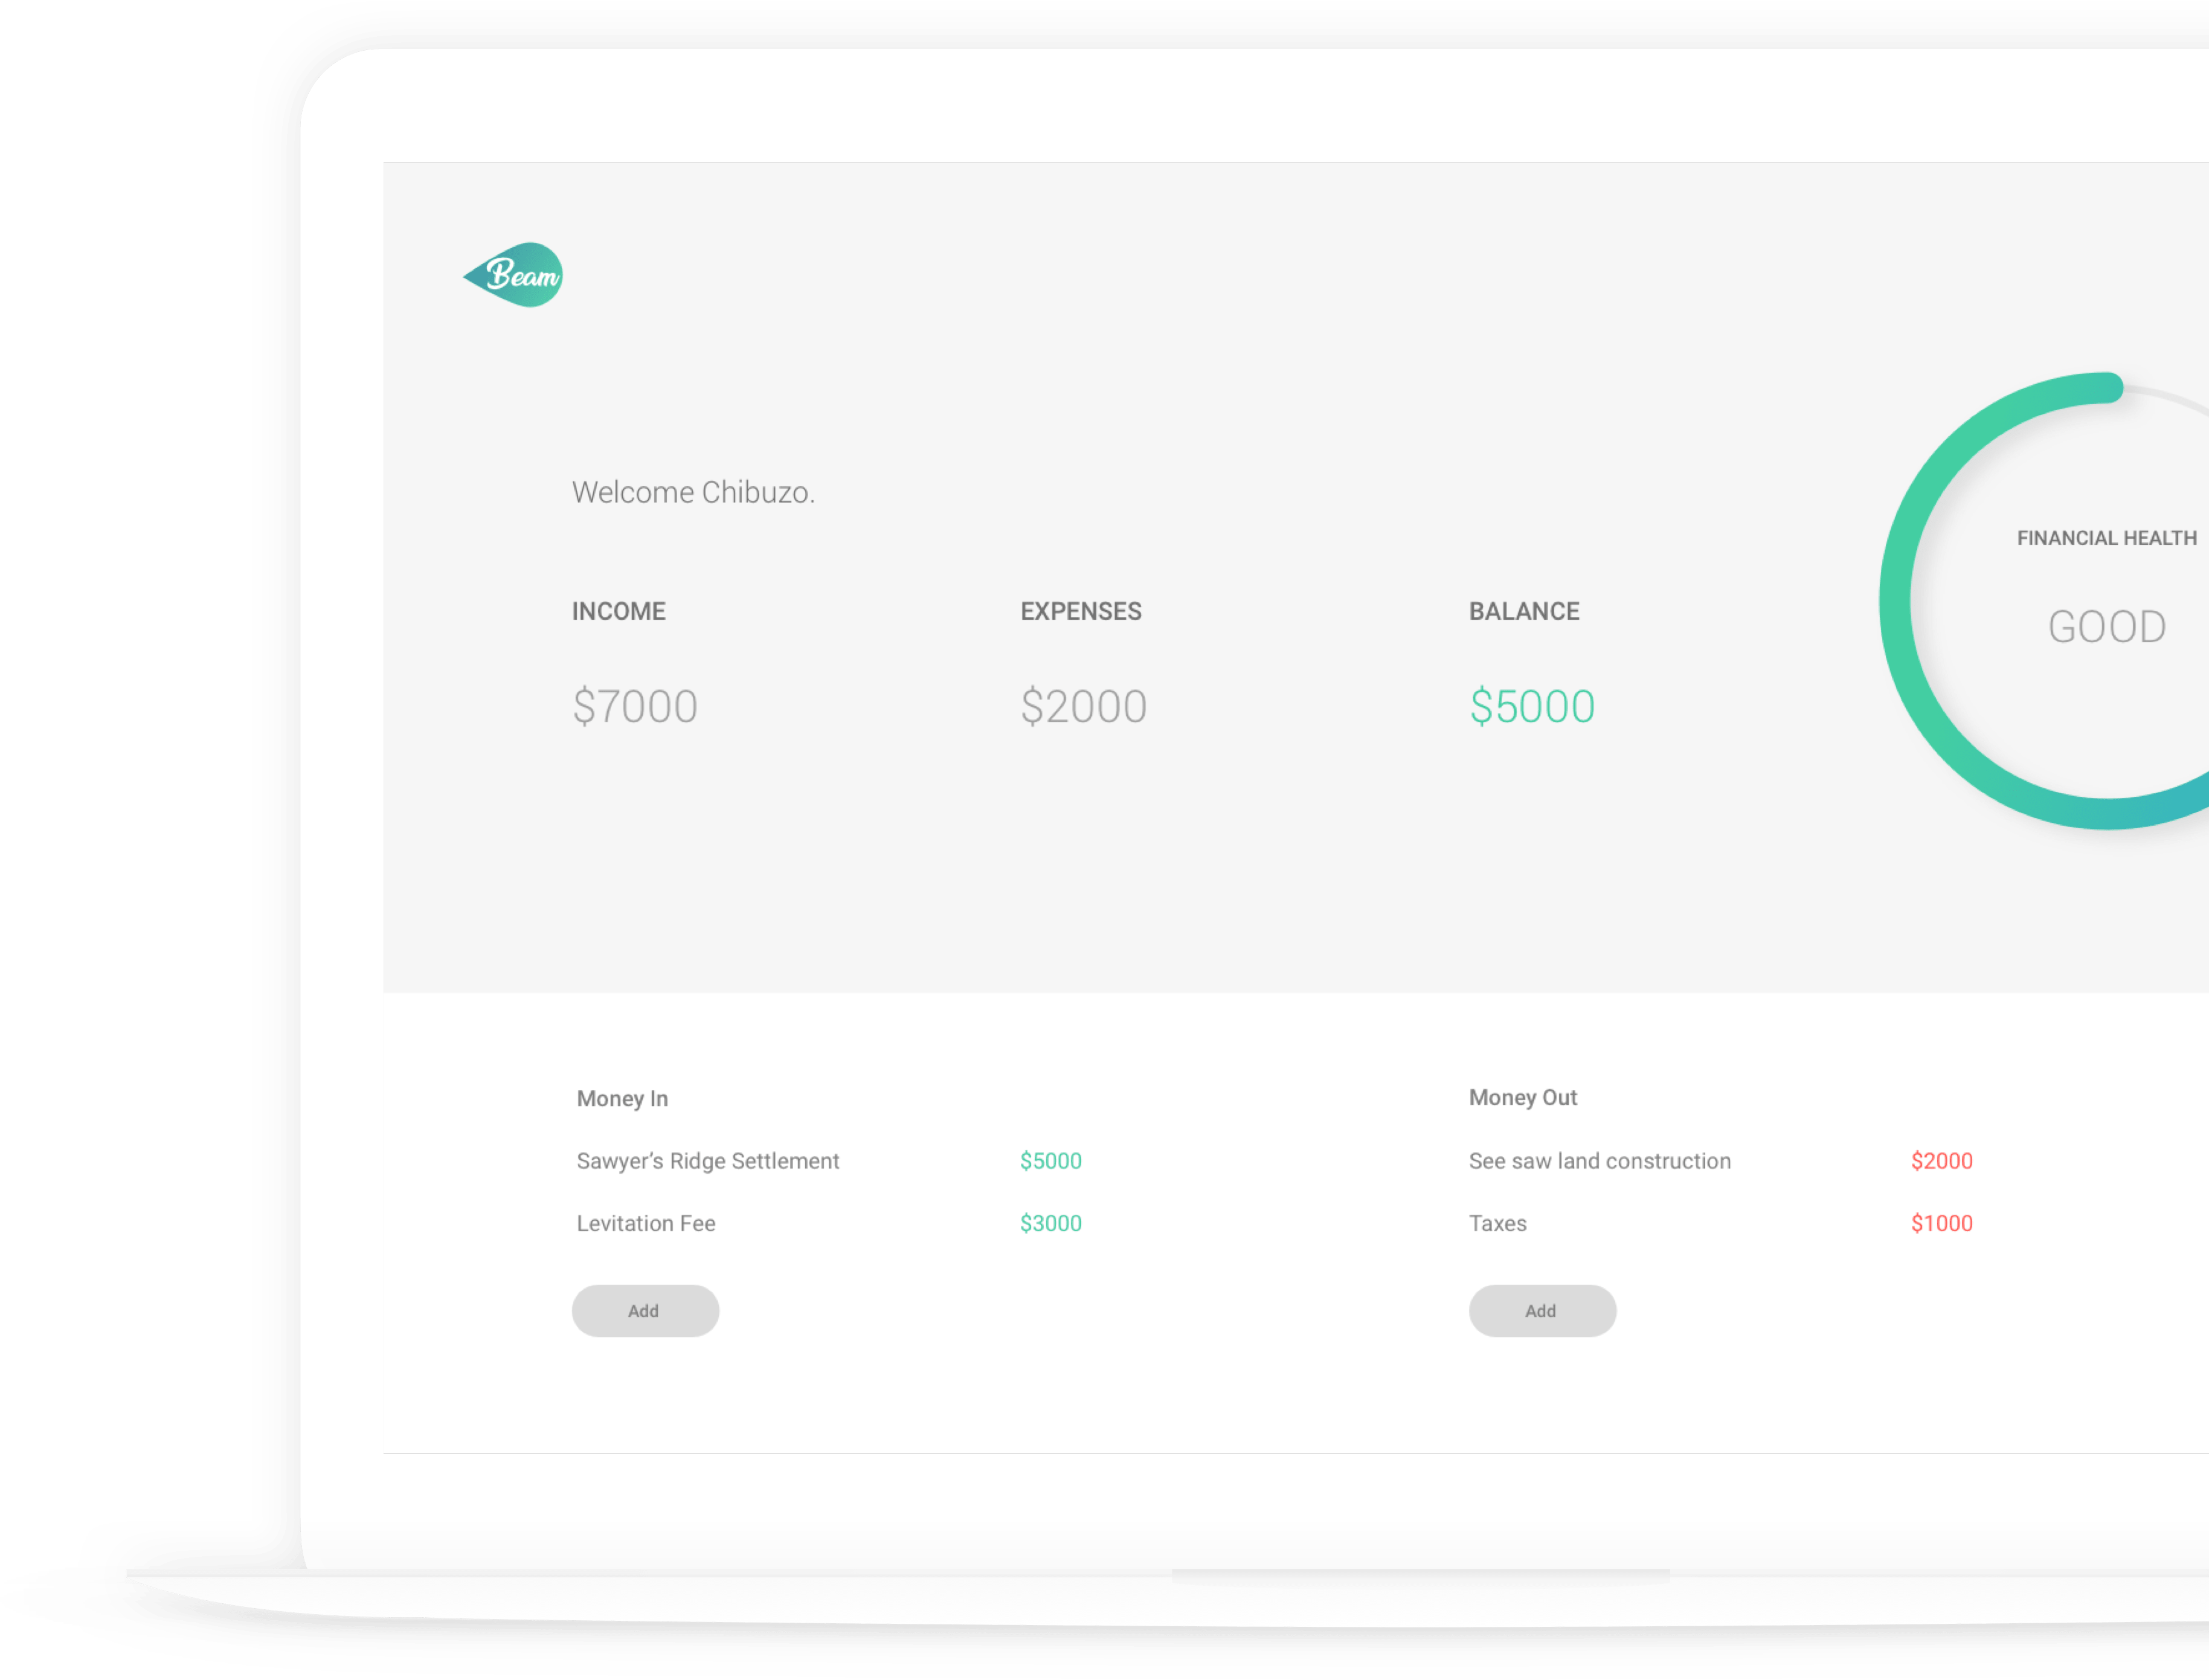 Beam
Welcome Chibuzo.
INCOME EXPENSES BALANCE
$7000 $2000 $5000
FINANCIAL HEALTH
GOOD
Money In
Sawyer’s Ridge Settlement $5000
Levitation Fee $3000
Add
Money Out
See saw land construction $2000
Taxes $1000
Add